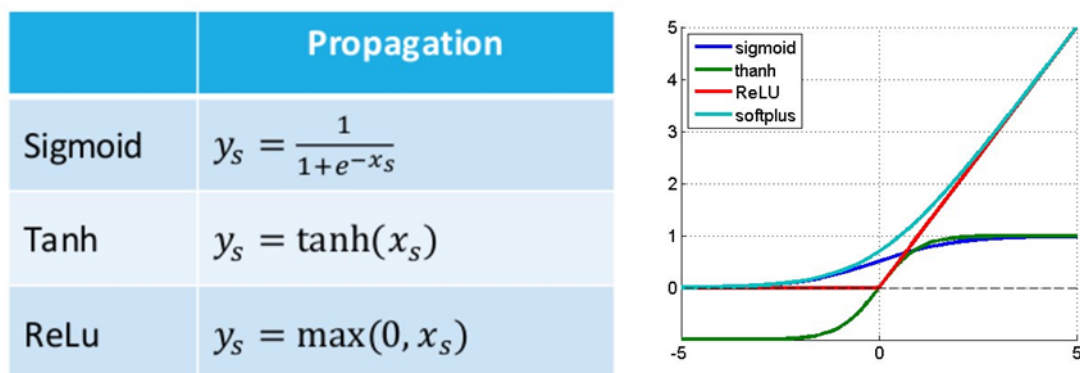 Propagation
Sigmoid y_s = 1/(1+e^{-x_s})
Tanh y_s = tanh(x_s)
ReLu y_s = max(0, x_s)
5
4
3
2
1
0
-5 0 5
sigmoid
thanh
ReLU
softplus